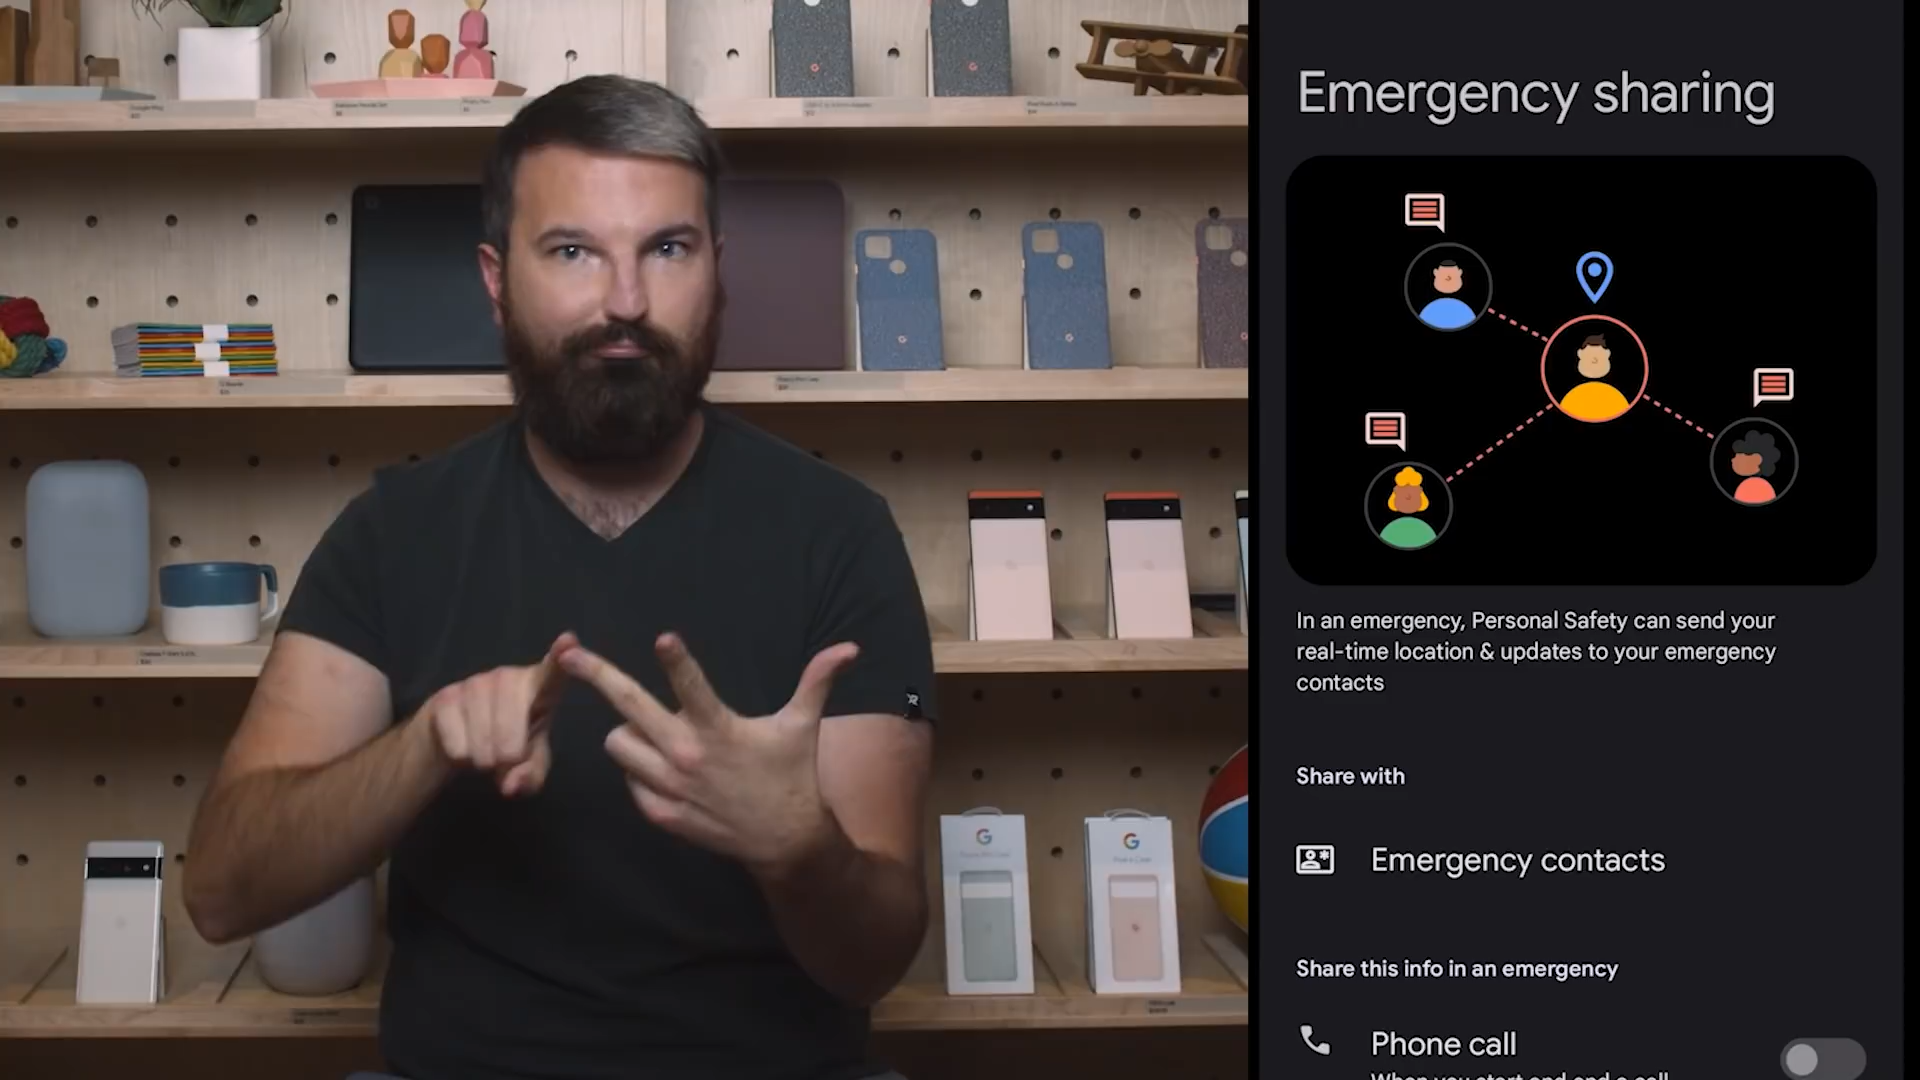 Emergency sharing
In an emergency, Personal Safety can send your
real-time location & updates to your emergency
contacts
Share with
Emergency contacts
Share this info in an emergency
Phone call